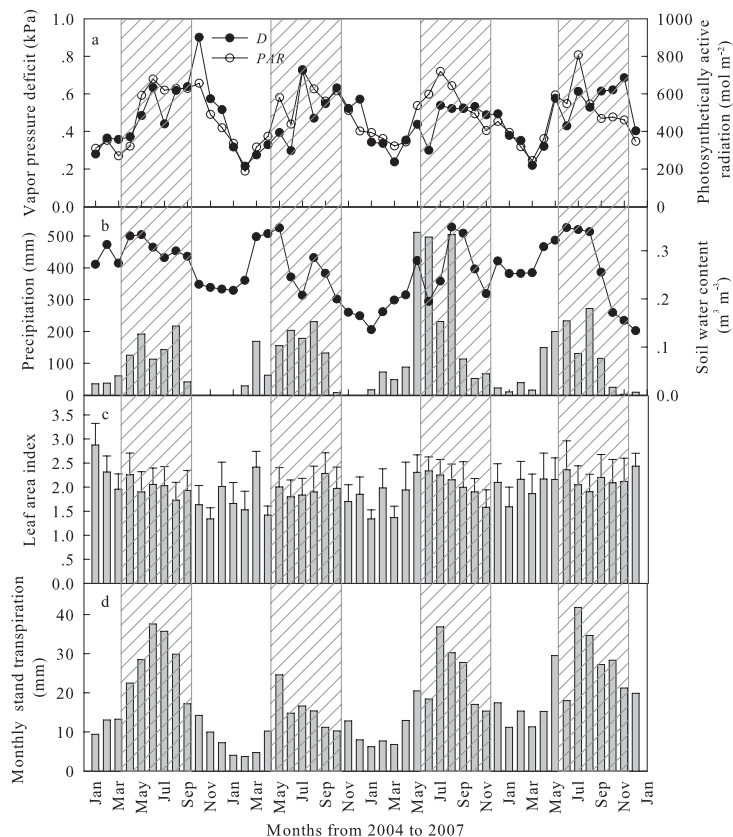 Vapor pressure deficit (kPa)
1.0
.8
.6
.4
.2
0.0
a
D
PAR
1000
800
600
400
200
0
Photosynthetically active
radiation (mol m-2)
Precipitation (mm)
500
400
300
200
100
0
b
.3
.2
.1
0.0
Soil water content
(m3 m-3)
Leaf area index
3.5
3.0
2.5
2.0
1.5
1.0
.5
0.0
c
Monthly stand transpiration
(mm)
40
30
20
10
0
d
Jan Mar May Jul Sep Nov Jan Mar May Jul Sep Nov Jan Mar May Jul Sep Nov Jan Mar May Jul Sep Nov Jan
Months from 2004 to 2007